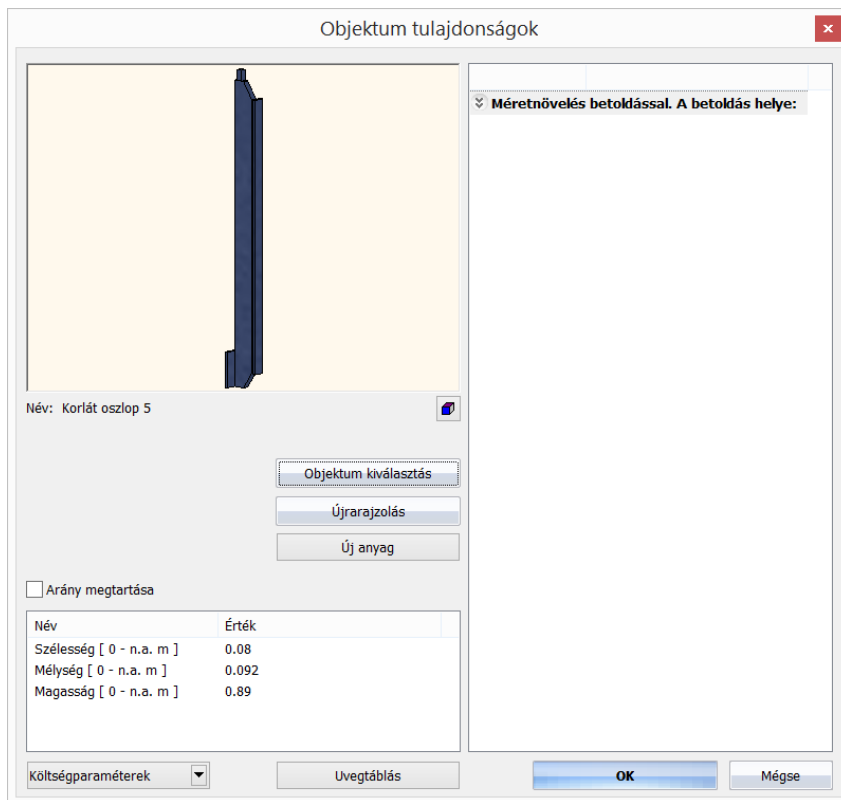 Objektum tulajdonságok
Méretnövelés betoldással. A betoldás helye:
Név: Korlát oszlop 5
Objektum kiválasztás
Újrarajzolás
Új anyag
Arány megtartása
Név Érték
Szélesség [ 0 - n.a. m ] 0.08
Mélység [ 0 - n.a. m ] 0.092
Magasság [ 0 - n.a. m ] 0.89
Költségparaméterek Uvegtáblás OK Mégse